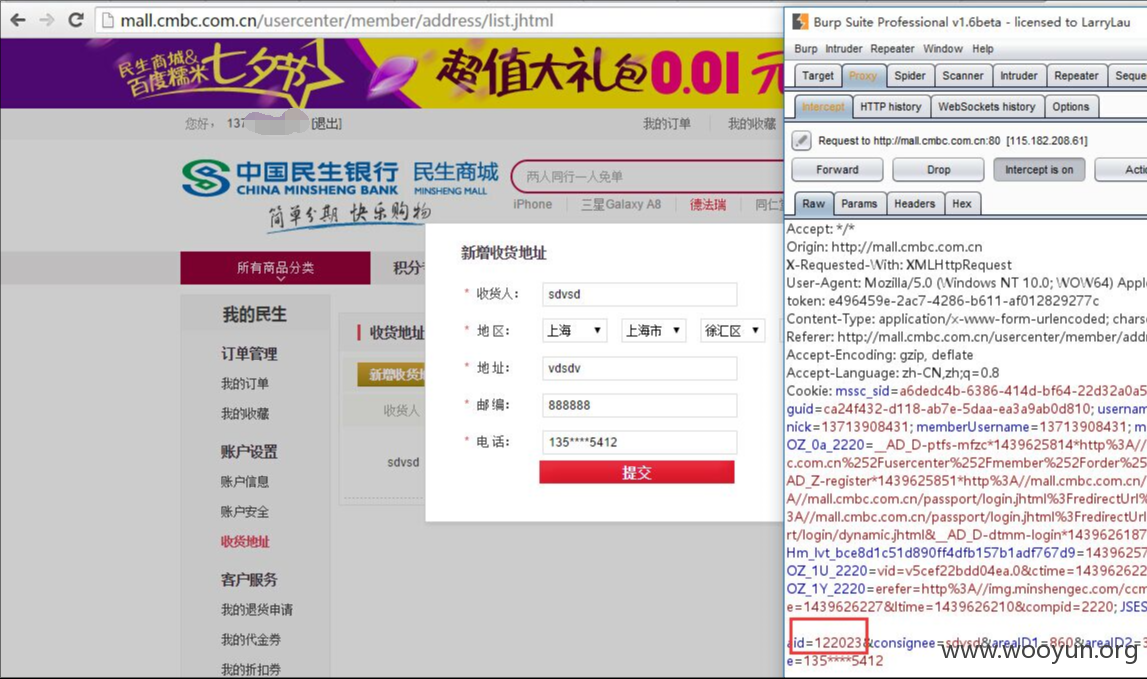 mall.cmbc.com.cn/usercenter/member/address/list.jhtml
民生商城&
百度糯米
七夕节
超值大礼包0.01元
您好， 137
[退出]
我的订单
我的收藏
中国民生银行
CHINA MINSHENG BANK
民生商城
MINSHENG MALL
简单分期 快乐购物
两人同行一人免单
iPhone
三星Galaxy A8
德法瑞
所有商品分类
积分
我的民生
订单管理
我的订单
我的收藏
账户设置
账户信息
账户安全
收货地址
客户服务
我的退货申请
我的代金券
我的折扣券
收货地址
新增收货
收货人
sdvsd
新增收货地址
* 收货人： sdvsd
* 地区： 上海 上海市 徐汇区
* 地址： vdsdv
* 邮编： 888888
* 电话： 135****5412
提交
Burp Suite Professional v1.6beta - licensed to LarryLau
Burp Intruder Repeater Window Help
Target Proxy Spider Scanner Intruder Repeater Seque
Intercept HTTP history WebSockets history Options
Request to http://mall.cmbc.com.cn:80 [115.182.208.61]
Forward Drop Intercept is on Actio
Raw Params Headers Hex
Accept: */*
Origin: http://mall.cmbc.com.cn
X-Requested-With: XMLHttpRequest
User-Agent: Mozilla/5.0 (Windows NT 10.0; WOW64) Appl
token: e496459e-2ac7-4286-b611-af012829277c
Content-Type: application/x-www-form-urlencoded; charse
Referer: http://mall.cmbc.com.cn/usercenter/member/addr
Accept-Encoding: gzip, deflate
Accept-Language: zh-CN,zh;q=0.8
Cookie: mssc_sid=a6dedc4b-6386-414d-bf64-22d32a0a5
guid=ca24f432-d118-ab7e-5daa-ea3a9ab0d810; usernam
nick=13713908431; memberUsername=13713908431; m
OZ_0a_2220=__AD_D-ptfs-mfzc*1439625814*http%3A//
c.com.cn%252Fusercenter%252Fmember%252Forder%25
AD_Z-register*1439625851*http%3A//mall.cmbc.com.cn/
A//mall.cmbc.com.cn/passport/login.jhtml%3FredirectUrl%
3A//mall.cmbc.com.cn/passport/login.jhtml%3FredirectUrl
rt/login/dynamic.jhtml&__AD_D-dtmm-login*1439626187
Hm_lvt_bce8d1c51d890ff4dfb157b1adf767d9=14396257
OZ_1U_2220=vid=v5cef22bdd04ea.0&ctime=143962622
OZ_1Y_2220=erefer=http%3A//img.minshengec.com/ccm
e=1439626227&ltime=1439626210&compid=2220; JSES
aid=122023&consignee=sdvsd&areaID1=860&areaID2=3
e=135****5412
www.wooyun.org